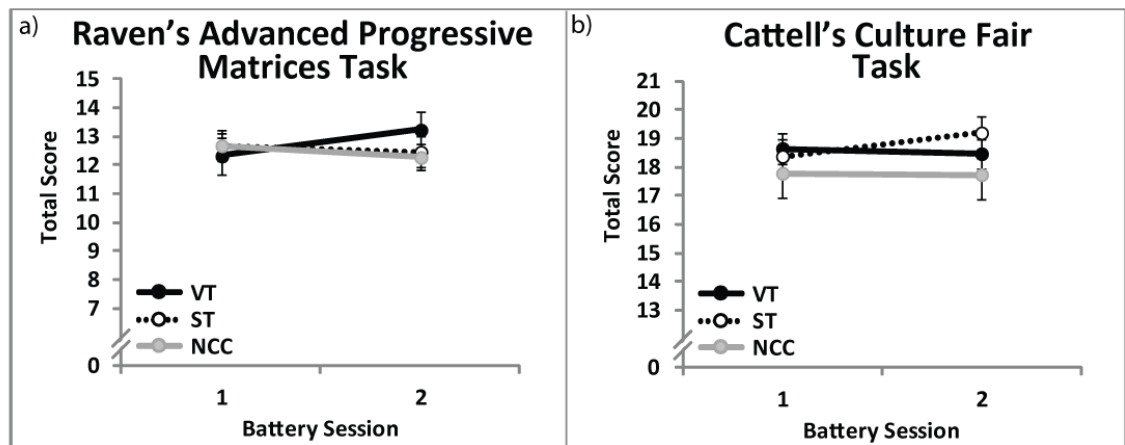 a)
Raven's Advanced Progressive
Matrices Task
15
14
13
12
11
10
9
8
7
0
Total Score
VT
ST
NCC
1 2
Battery Session
b)
Cattell's Culture Fair
Task
21
20
19
18
17
16
15
14
13
0
Total Score
VT
ST
NCC
1 2
Battery Session